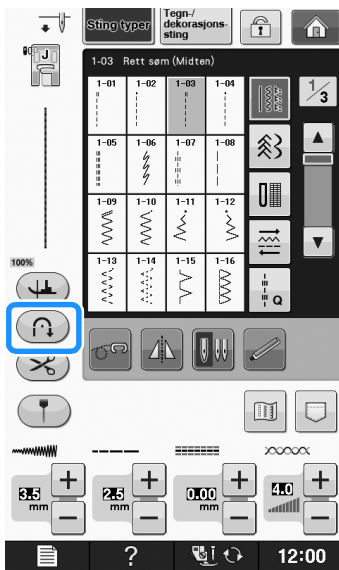 Sting typer
Tegn-/
dekorasjons-
sting
J
1-03 Rett søm (Midten)
1/3
1-01 1-02 1-03 1-04
1-05 1-06 1-07 1-08
1-09 1-10 1-11 1-12
1-13 1-14 1-15 1-16
Q
100%
3.5 mm
2.5 mm
0.00 mm
4.0
?
12:00